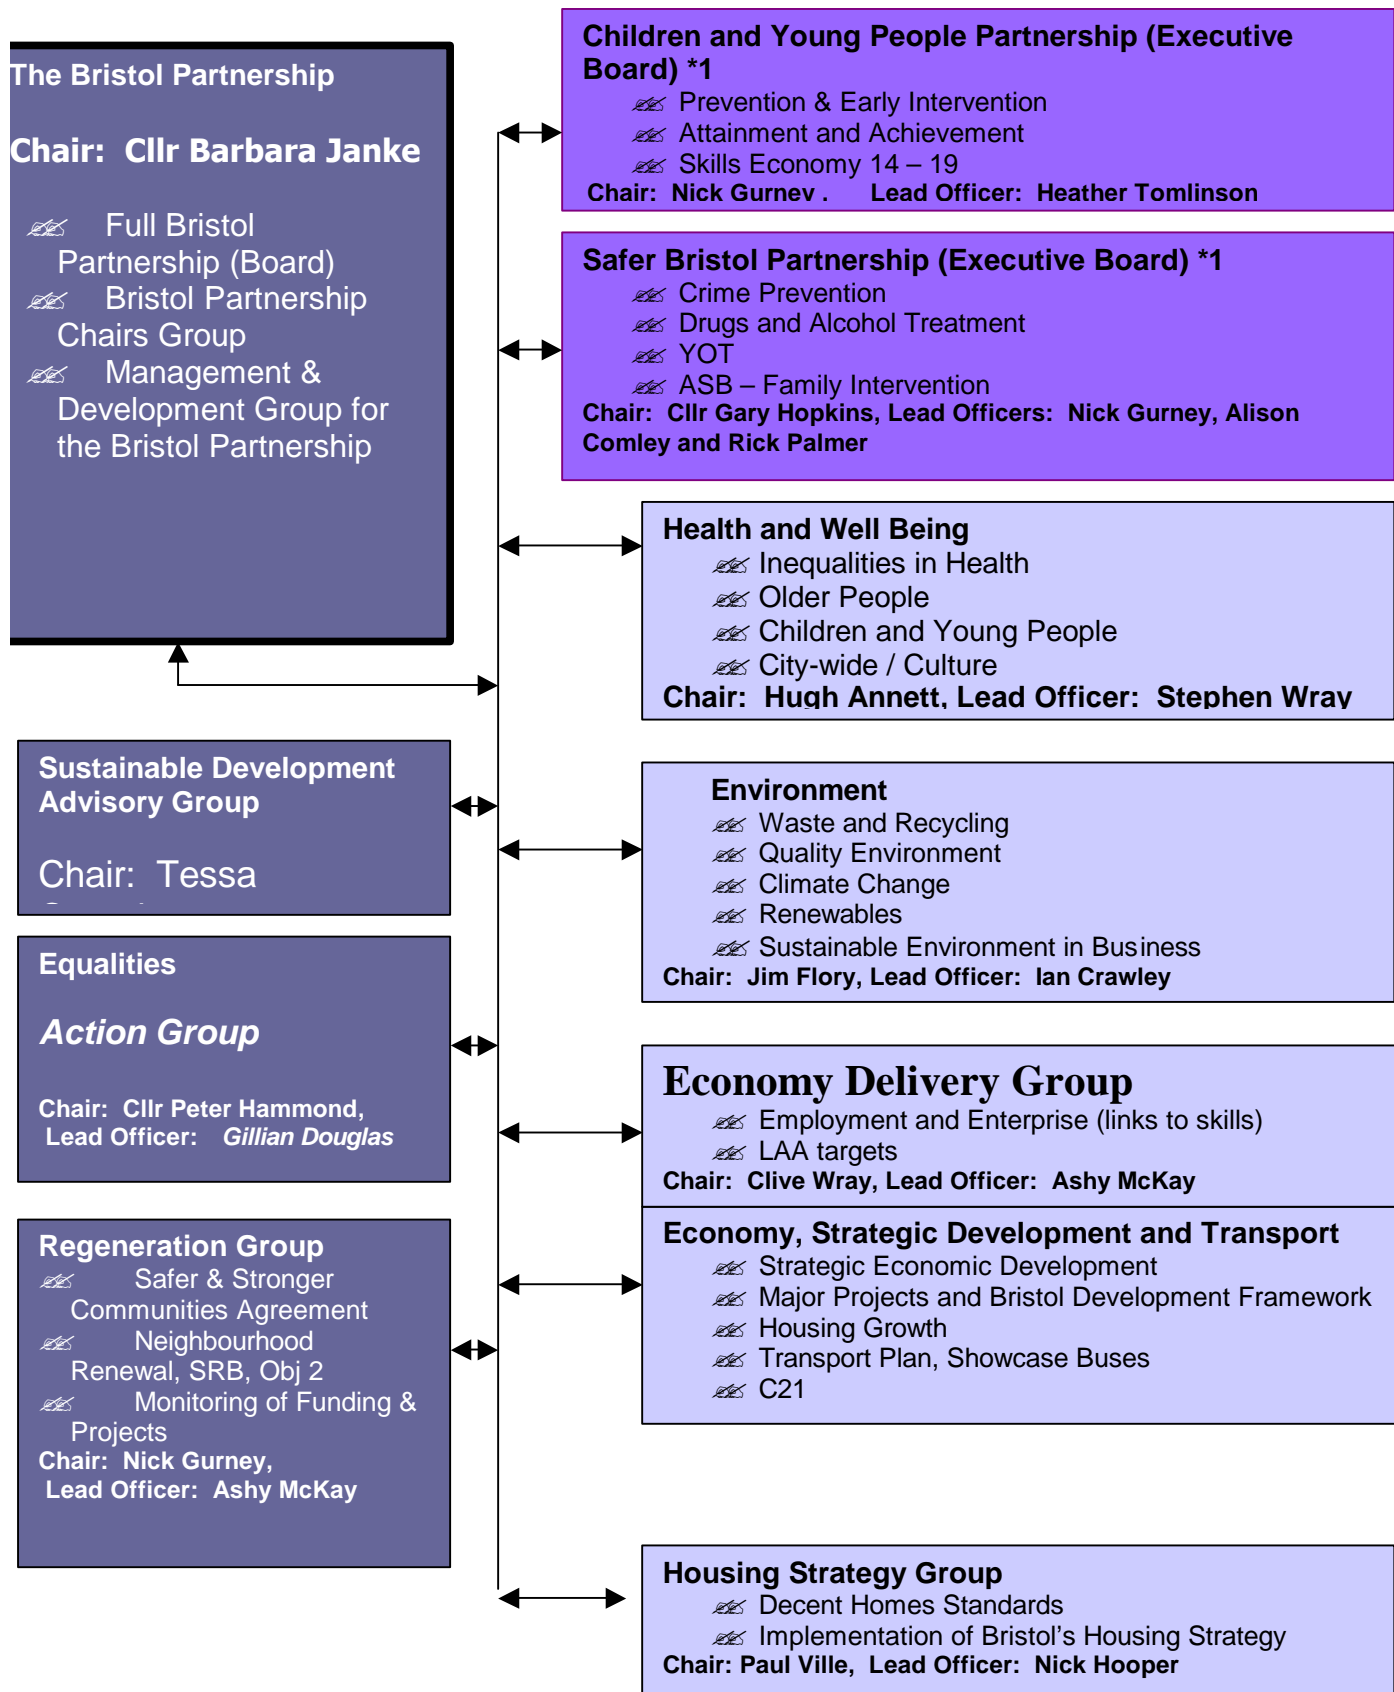 The Bristol Partnership
Chair: Cllr Barbara Janke
Full Bristol
Partnership (Board)
Bristol Partnership
Chairs Group
Management &
Development Group for
the Bristol Partnership
Sustainable Development
Advisory Group
Chair: Tessa
Equalities
Action Group
Chair: Cllr Peter Hammond,
Lead Officer: Gillian Douglas
Regeneration Group
Safer & Stronger
Communities Agreement
Neighbourhood
Renewal, SRB, Obj 2
Monitoring of Funding &
Projects
Chair: Nick Gurney,
Lead Officer: Ashy McKay
Children and Young People Partnership (Executive
Board) *1
Prevention & Early Intervention
Attainment and Achievement
Skills Economy 14 – 19
Chair: Nick Gurney . Lead Officer: Heather Tomlinson
Safer Bristol Partnership (Executive Board) *1
Crime Prevention
Drugs and Alcohol Treatment
YOT
ASB – Family Intervention
Chair: Cllr Gary Hopkins, Lead Officers: Nick Gurney, Alison
Comley and Rick Palmer
Health and Well Being
Inequalities in Health
Older People
Children and Young People
City-wide / Culture
Chair: Hugh Annett, Lead Officer: Stephen Wray
Environment
Waste and Recycling
Quality Environment
Climate Change
Renewables
Sustainable Environment in Business
Chair: Jim Flory, Lead Officer: Ian Crawley
Economy Delivery Group
Employment and Enterprise (links to skills)
LAA targets
Chair: Clive Wray, Lead Officer: Ashy McKay
Economy, Strategic Development and Transport
Strategic Economic Development
Major Projects and Bristol Development Framework
Housing Growth
Transport Plan, Showcase Buses
C21
Housing Strategy Group
Decent Homes Standards
Implementation of Bristol's Housing Strategy
Chair: Paul Ville, Lead Officer: Nick Hooper